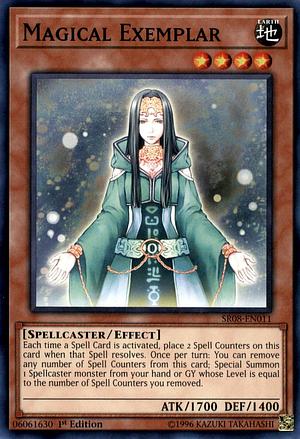 MAGICAL EXEMPLAR
EARTH
地
SR08-EN011
[SPELLCASTER/EFFECT]
Each time a Spell Card is activated, place 2 Spell Counters on
this card when that Spell resolves. Once per turn: You can remove
any number of Spell Counters from this card; Special Summon
1 Spellcaster monster from your hand or GY whose Level is equal
to the number of Spell Counters you removed.
ATK/1700 DEF/1400
06061630 1st Edition ©1996 KAZUKI TAKAHASHI